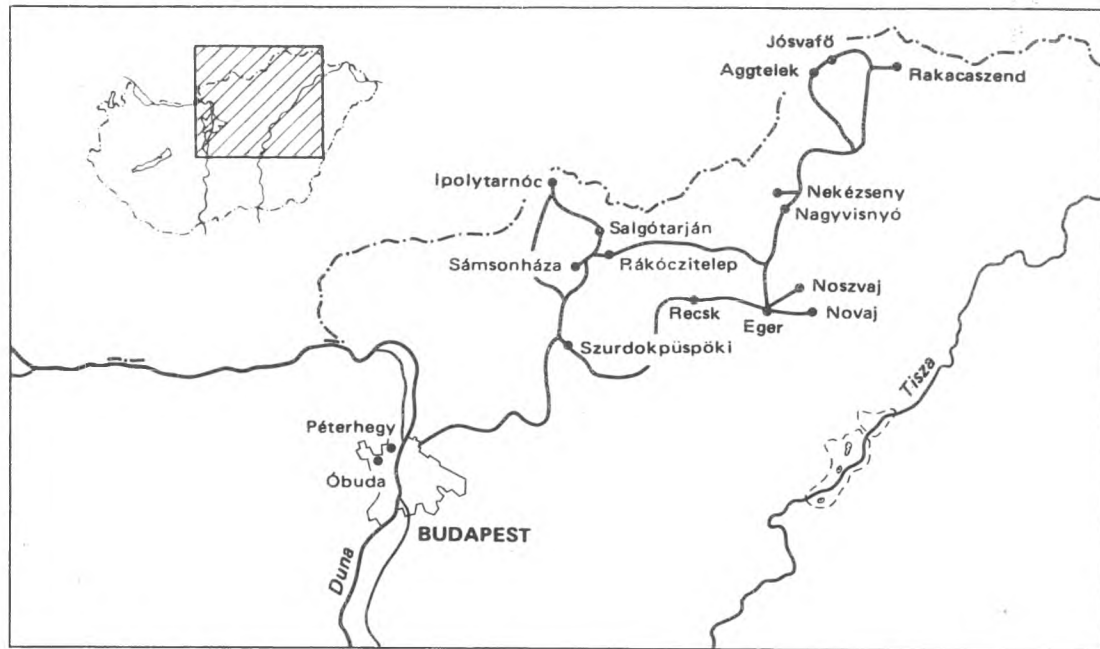 Jósvafő
Aggtelek
Rakacaszend
Ipolytarnóc
Nekézseny
Nagyvisnyó
Salgótarján
Sámsonháza
Rákóczitelep
Noszvaj
Recsk
Eger
Novaj
Szurdokpüspöki
Tisza
Péterhegy
Óbuda
BUDAPEST
Duna